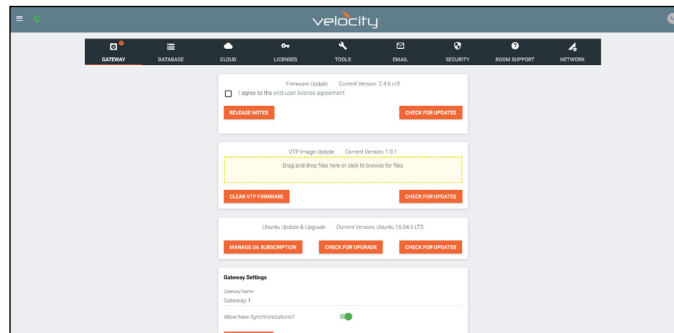 velocity
GATEWAY DATABASE CLOUD LICENSES TOOLS EMAIL SECURITY ROOM SUPPORT NETWORK
Firmware Update Current Version: 2.4.6 rc9
I agree to the end-user license agreement
RELEASE NOTES CHECK FOR UPDATES
VTP Image Update Current Version: 1.0.1
Drag and drop files here or click to browse for files
CLEAR VTP FIRMWARE CHECK FOR UPDATES
Ubuntu Update & Upgrade Current Version: Ubuntu 16.04.6 LTS
MANAGE UA SUBSCRIPTION CHECK FOR UPGRADE CHECK FOR UPDATES
Gateway Settings
Gateway Name
Gateway 1
Allow New Synchronizations?